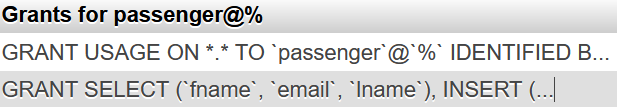 Grants for passenger@%
GRANT USAGE ON *.* TO `passenger`@`%` IDENTIFIED B...
GRANT SELECT (`fname`, `email`, `lname`), INSERT (...